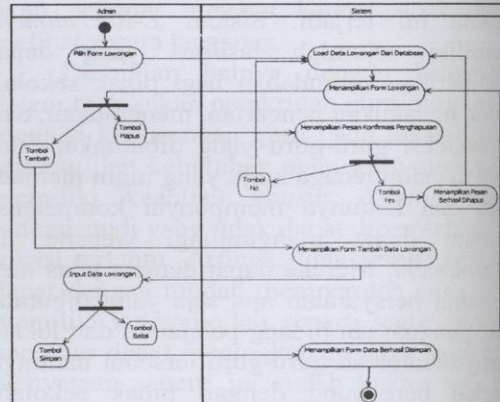 Admin
Sistem
Pilih Form Lowongan
Load Data Lowongan Dari Database
Menampilkan Form Lowongan
Tombol
Hapus
Menampilkan Pesan Konfirmasi Penghapusan
Tombol
Tambah
Tombol
No
Tombol
Yes
Menampilkan Pesan
Berhasil Dihapus
Menampilkan Form Tambah Data Lowongan
Input Data Lowongan
Tombol
Batal
Tombol
Simpan
Menampilkan Form Data Berhasil Disimpan